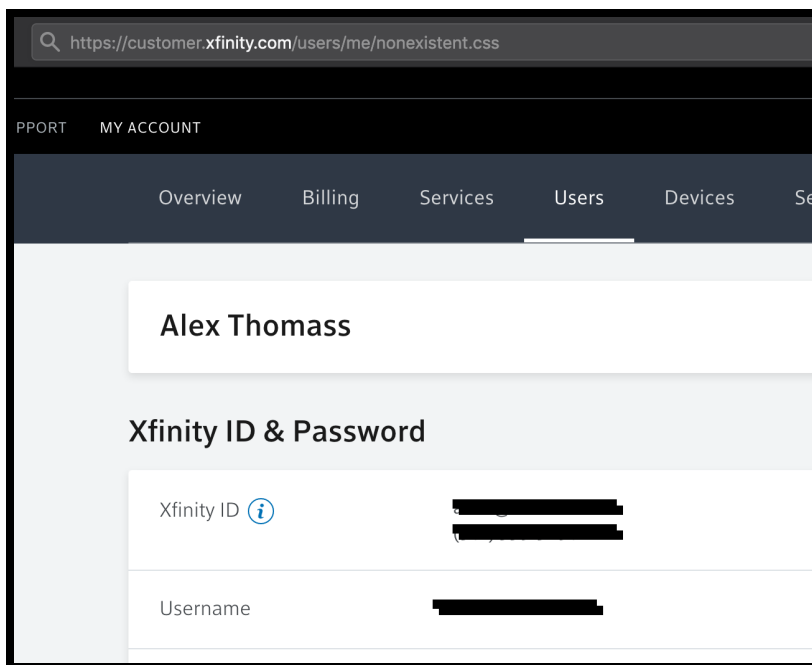 https://customer.xfinity.com/users/me/nonexistent.css
PPORT MY ACCOUNT
Overview Billing Services Users Devices Se
Alex Thomass
Xfinity ID & Password
Xfinity ID i
Username